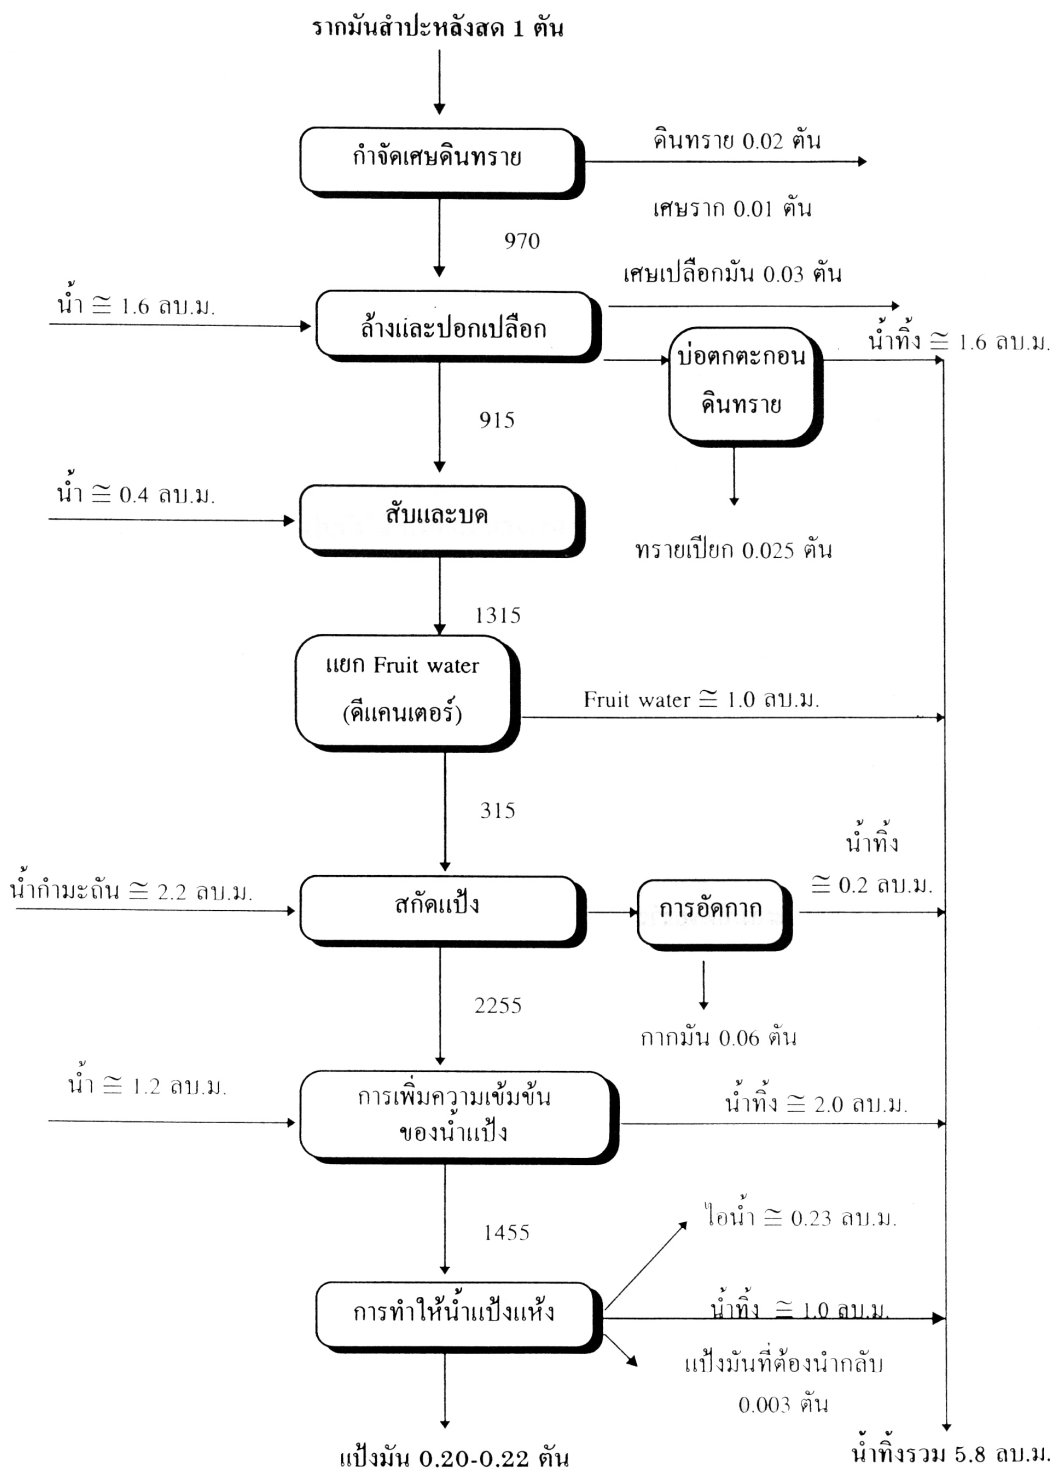 รากมันสำปะหลังสด 1 ตัน
กำจัดเศษดินทราย
ดินทราย 0.02 ตัน
เศษราก 0.01 ตัน
970
เศษเปลือกมัน 0.03 ตัน
น้ำ ≅ 1.6 ลบ.ม.
ล้างและปอกเปลือก
บ่อตกตะกอน
ดินทราย
น้ำทิ้ง ≅ 1.6 ลบ.ม.
915
น้ำ ≅ 0.4 ลบ.ม.
สับและบด
ทรายเปียก 0.025 ตัน
1315
แยก Fruit water
(ดีแคนเตอร์)
Fruit water ≅ 1.0 ลบ.ม.
315
น้ำทิ้ง
≅ 0.2 ลบ.ม.
น้ำกำมะถัน ≅ 2.2 ลบ.ม.
สกัดแป้ง
การอัดกาก
2255
กากมัน 0.06 ตัน
น้ำ ≅ 1.2 ลบ.ม.
การเพิ่มความเข้มข้น
ของน้ำแป้ง
น้ำทิ้ง ≅ 2.0 ลบ.ม.
1455
ไอน้ำ ≅ 0.23 ลบ.ม.
การทำให้น้ำแป้งแห้ง
น้ำทิ้ง ≅ 1.0 ลบ.ม.
แป้งมันที่ต้องนำกลับ
0.003 ตัน
แป้งมัน 0.20-0.22 ตัน
น้ำทิ้งรวม 5.8 ลบ.ม.